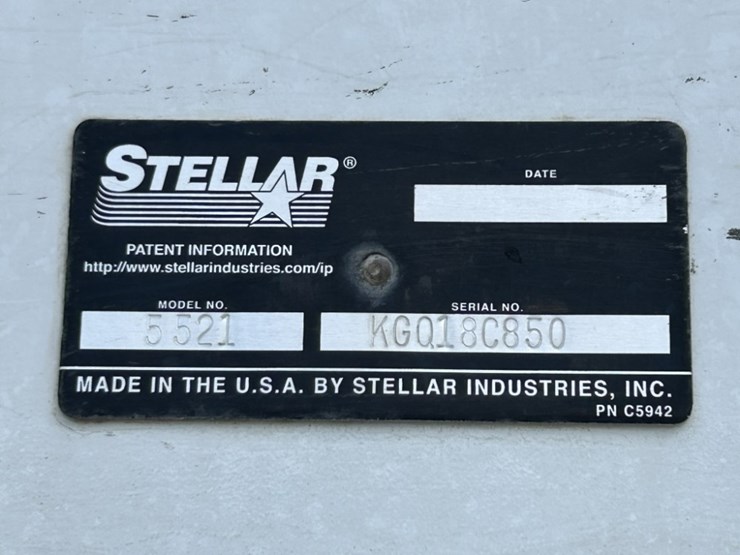 STELLAR®
DATE
PATENT INFORMATION
http://www.stellarindustries.com/ip
MODEL NO.
SERIAL NO.
5521
KGQ18C850
MADE IN THE U.S.A. BY STELLAR INDUSTRIES, INC.
PN C5942